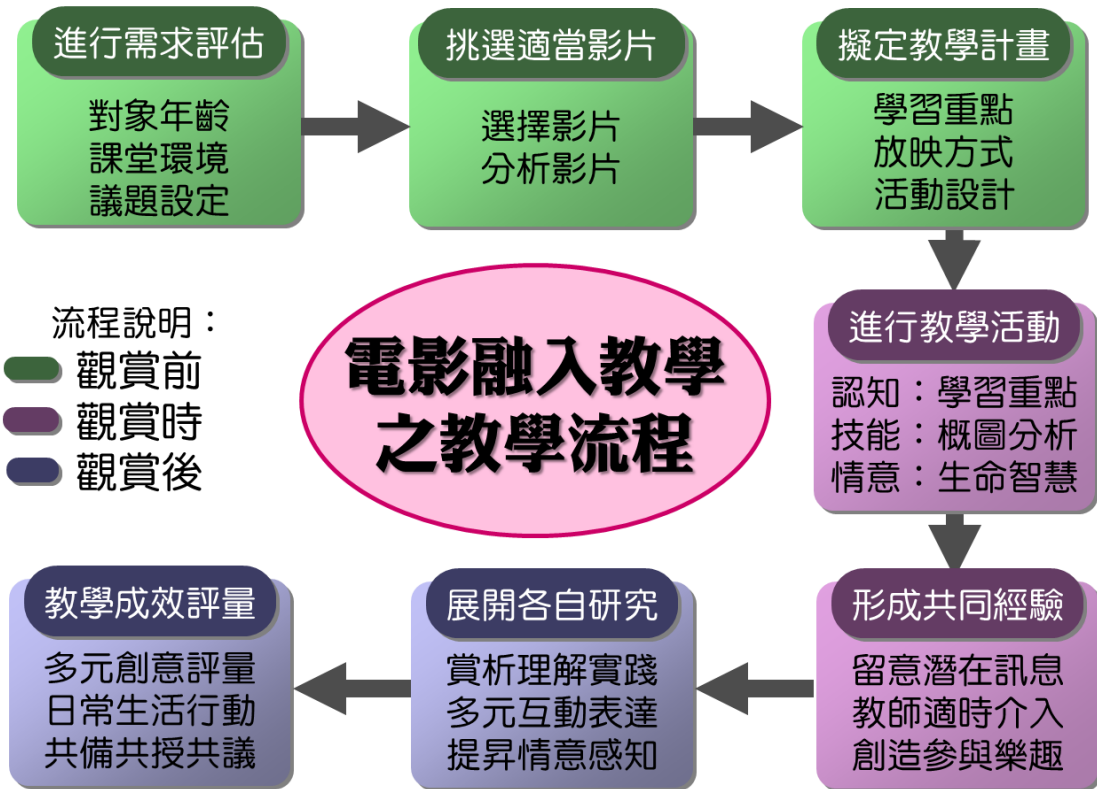 進行需求評估
對象年齡
課堂環境
議題設定
挑選適當影片
選擇影片
分析影片
擬定教學計畫
學習重點
放映方式
活動設計
流程說明：
觀賞前
觀賞時
觀賞後
電影融入教學
之教學流程
進行教學活動
認知：學習重點
技能：概圖分析
情意：生命智慧
形成共同經驗
留意潛在訊息
教師適時介入
創造參與樂趣
展開各自研究
賞析理解實踐
多元互動表達
提昇情意感知
教學成效評量
多元創意評量
日常生活行動
共備共授共議